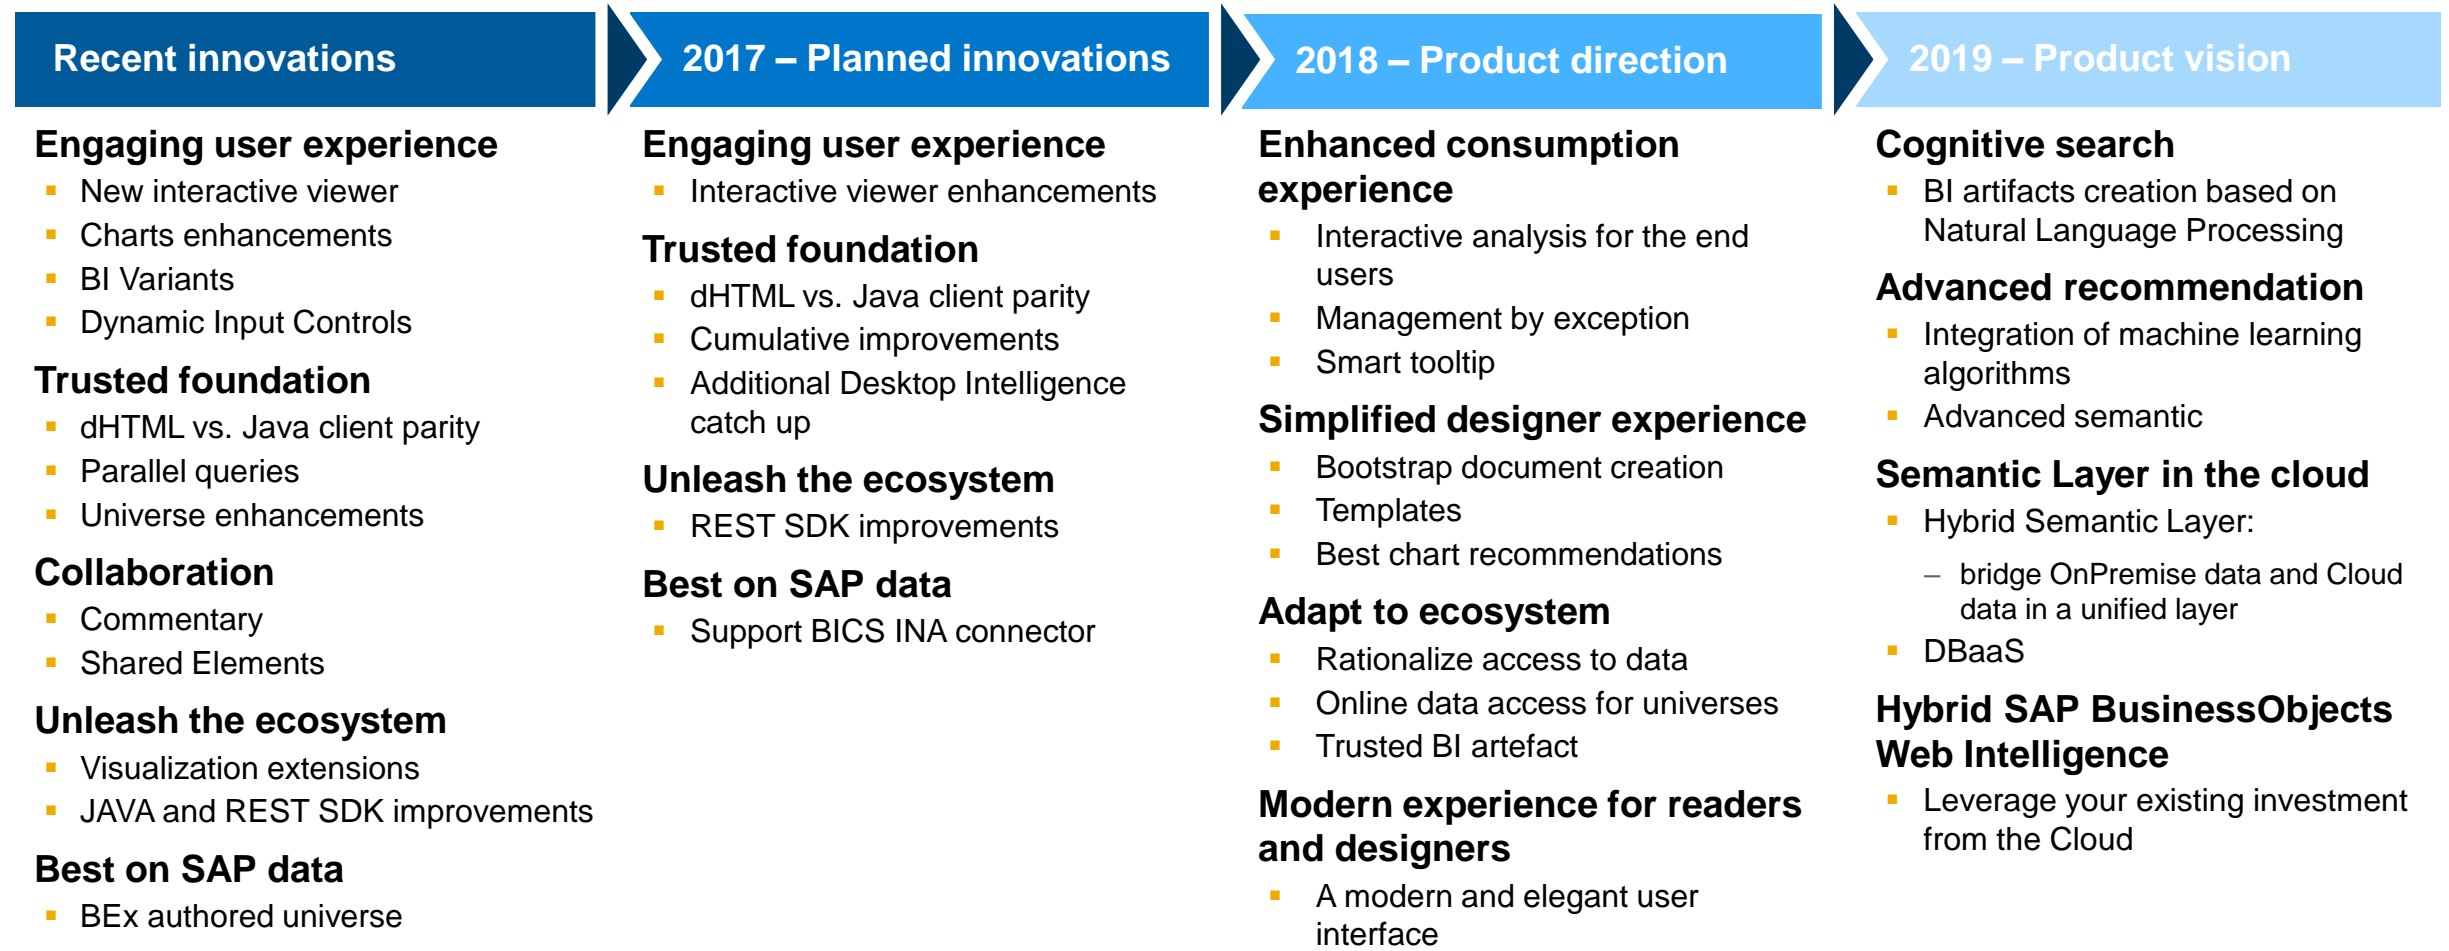 Recent innovations
Engaging user experience
New interactive viewer
Charts enhancements
BI Variants
Dynamic Input Controls
Trusted foundation
dHTML vs. Java client parity
Parallel queries
Universe enhancements
Collaboration
Commentary
Shared Elements
Unleash the ecosystem
Visualization extensions
JAVA and REST SDK improvements
Best on SAP data
BEx authored universe
2017 – Planned innovations
Engaging user experience
Interactive viewer enhancements
Trusted foundation
dHTML vs. Java client parity
Cumulative improvements
Additional Desktop Intelligence
catch up
Unleash the ecosystem
REST SDK improvements
Best on SAP data
Support BICS INA connector
2018 – Product direction
Enhanced consumption
experience
Interactive analysis for the end
users
Management by exception
Smart tooltip
Simplified designer experience
Bootstrap document creation
Templates
Best chart recommendations
Adapt to ecosystem
Rationalize access to data
Online data access for universes
Trusted BI artefact
Modern experience for readers
and designers
A modern and elegant user
interface
2019 – Product vision
Cognitive search
BI artifacts creation based on
Natural Language Processing
Advanced recommendation
Integration of machine learning
algorithms
Advanced semantic
Semantic Layer in the cloud
Hybrid Semantic Layer:
– bridge OnPremise data and Cloud
data in a unified layer
DBaaS
Hybrid SAP BusinessObjects
Web Intelligence
Leverage your existing investment
from the Cloud